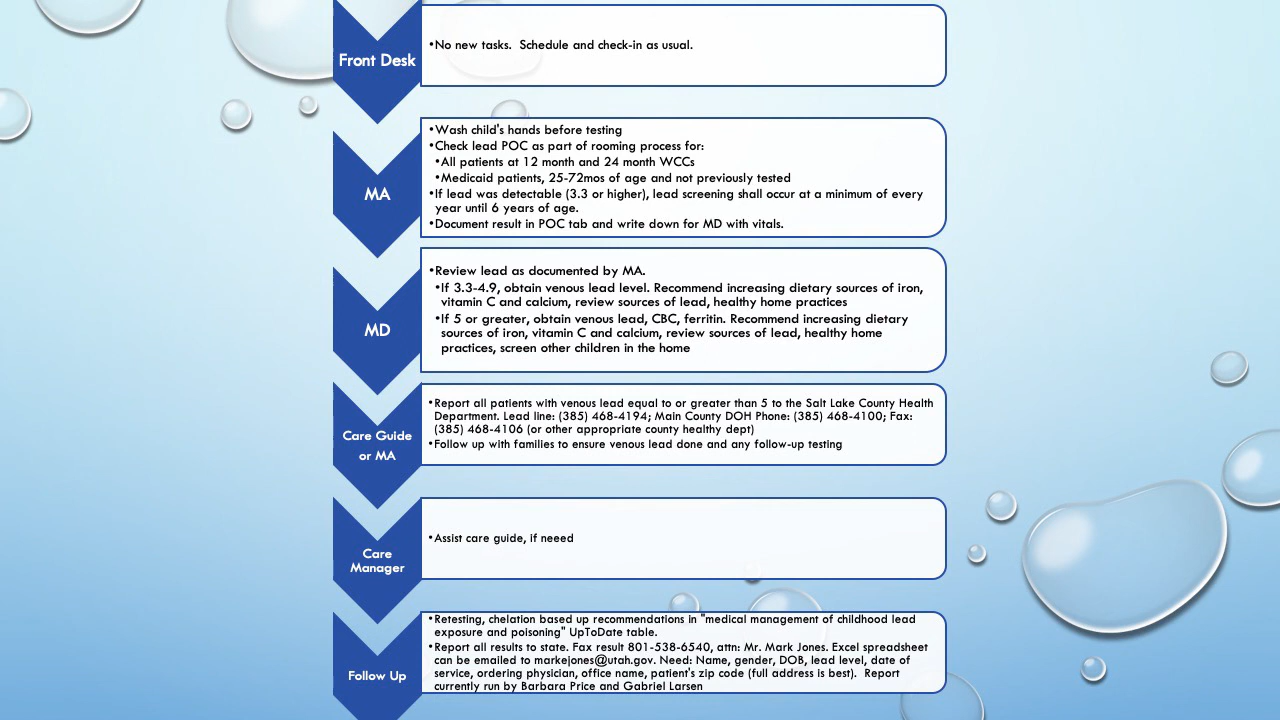 Front Desk
•No new tasks.  Schedule and check-in as usual.
MA
•Wash child's hands before testing
•Check lead POC as part of rooming process for:
•All patients at 12 month and 24 month WCCs
•Medicaid patients, 25-72mos of age and not previously tested
•If lead was detectable (3.3 or higher), lead screening shall occur at a minimum of every
year until 6 years of age.
•Document result in POC tab and write down for MD with vitals.
MD
•Review lead as documented by MA.
•If 3.3-4.9, obtain venous lead level. Recommend increasing dietary sources of iron,
vitamin C and calcium, review sources of lead, healthy home practices
•If 5 or greater, obtain venous lead, CBC, ferritin. Recommend increasing dietary
sources of iron, vitamin C and calcium, review sources of lead, healthy home
practices, screen other children in the home
Care Guide
or MA
•Report all patients with venous lead equal to or greater than 5 to the Salt Lake County Health
Department. Lead line: (385) 468-4194; Main County DOH Phone: (385) 468-4100; Fax:
(385) 468-4106 (or other appropriate county healthy dept)
•Follow up with families to ensure venous lead done and any follow-up testing
Care
Manager
•Assist care guide, if neeed
Follow Up
•Retesting, chelation based up recommendations in "medical management of childhood lead
exposure and poisoning" UpToDate table.
•Report all results to state. Fax result 801-538-6540, attn: Mr. Mark Jones. Excel spreadsheet
can be emailed to markejones@utah.gov. Need: Name, gender, DOB, lead level, date of
service, ordering physician, office name, patient's zip code (full address is best).  Report
currently run by Barbara Price and Gabriel Larsen